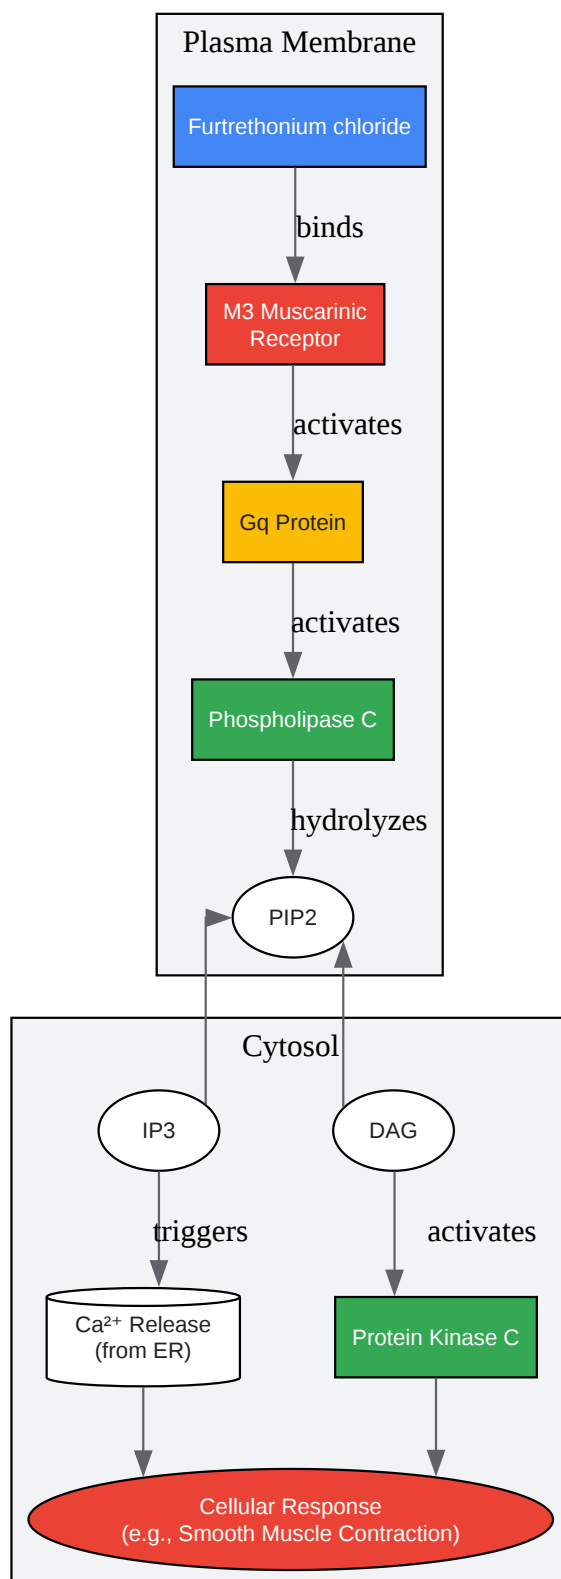 Plasma Membrane
Furtrethonium chloride
binds
M3 Muscarinic
Receptor
activates
Gq Protein
activates
Phospholipase C
hydrolyzes
PIP2
Cytosol
IP3
DAG
triggers
activates
Ca²⁺ Release
(from ER)
Protein Kinase C
Cellular Response
(e.g., Smooth Muscle Contraction)